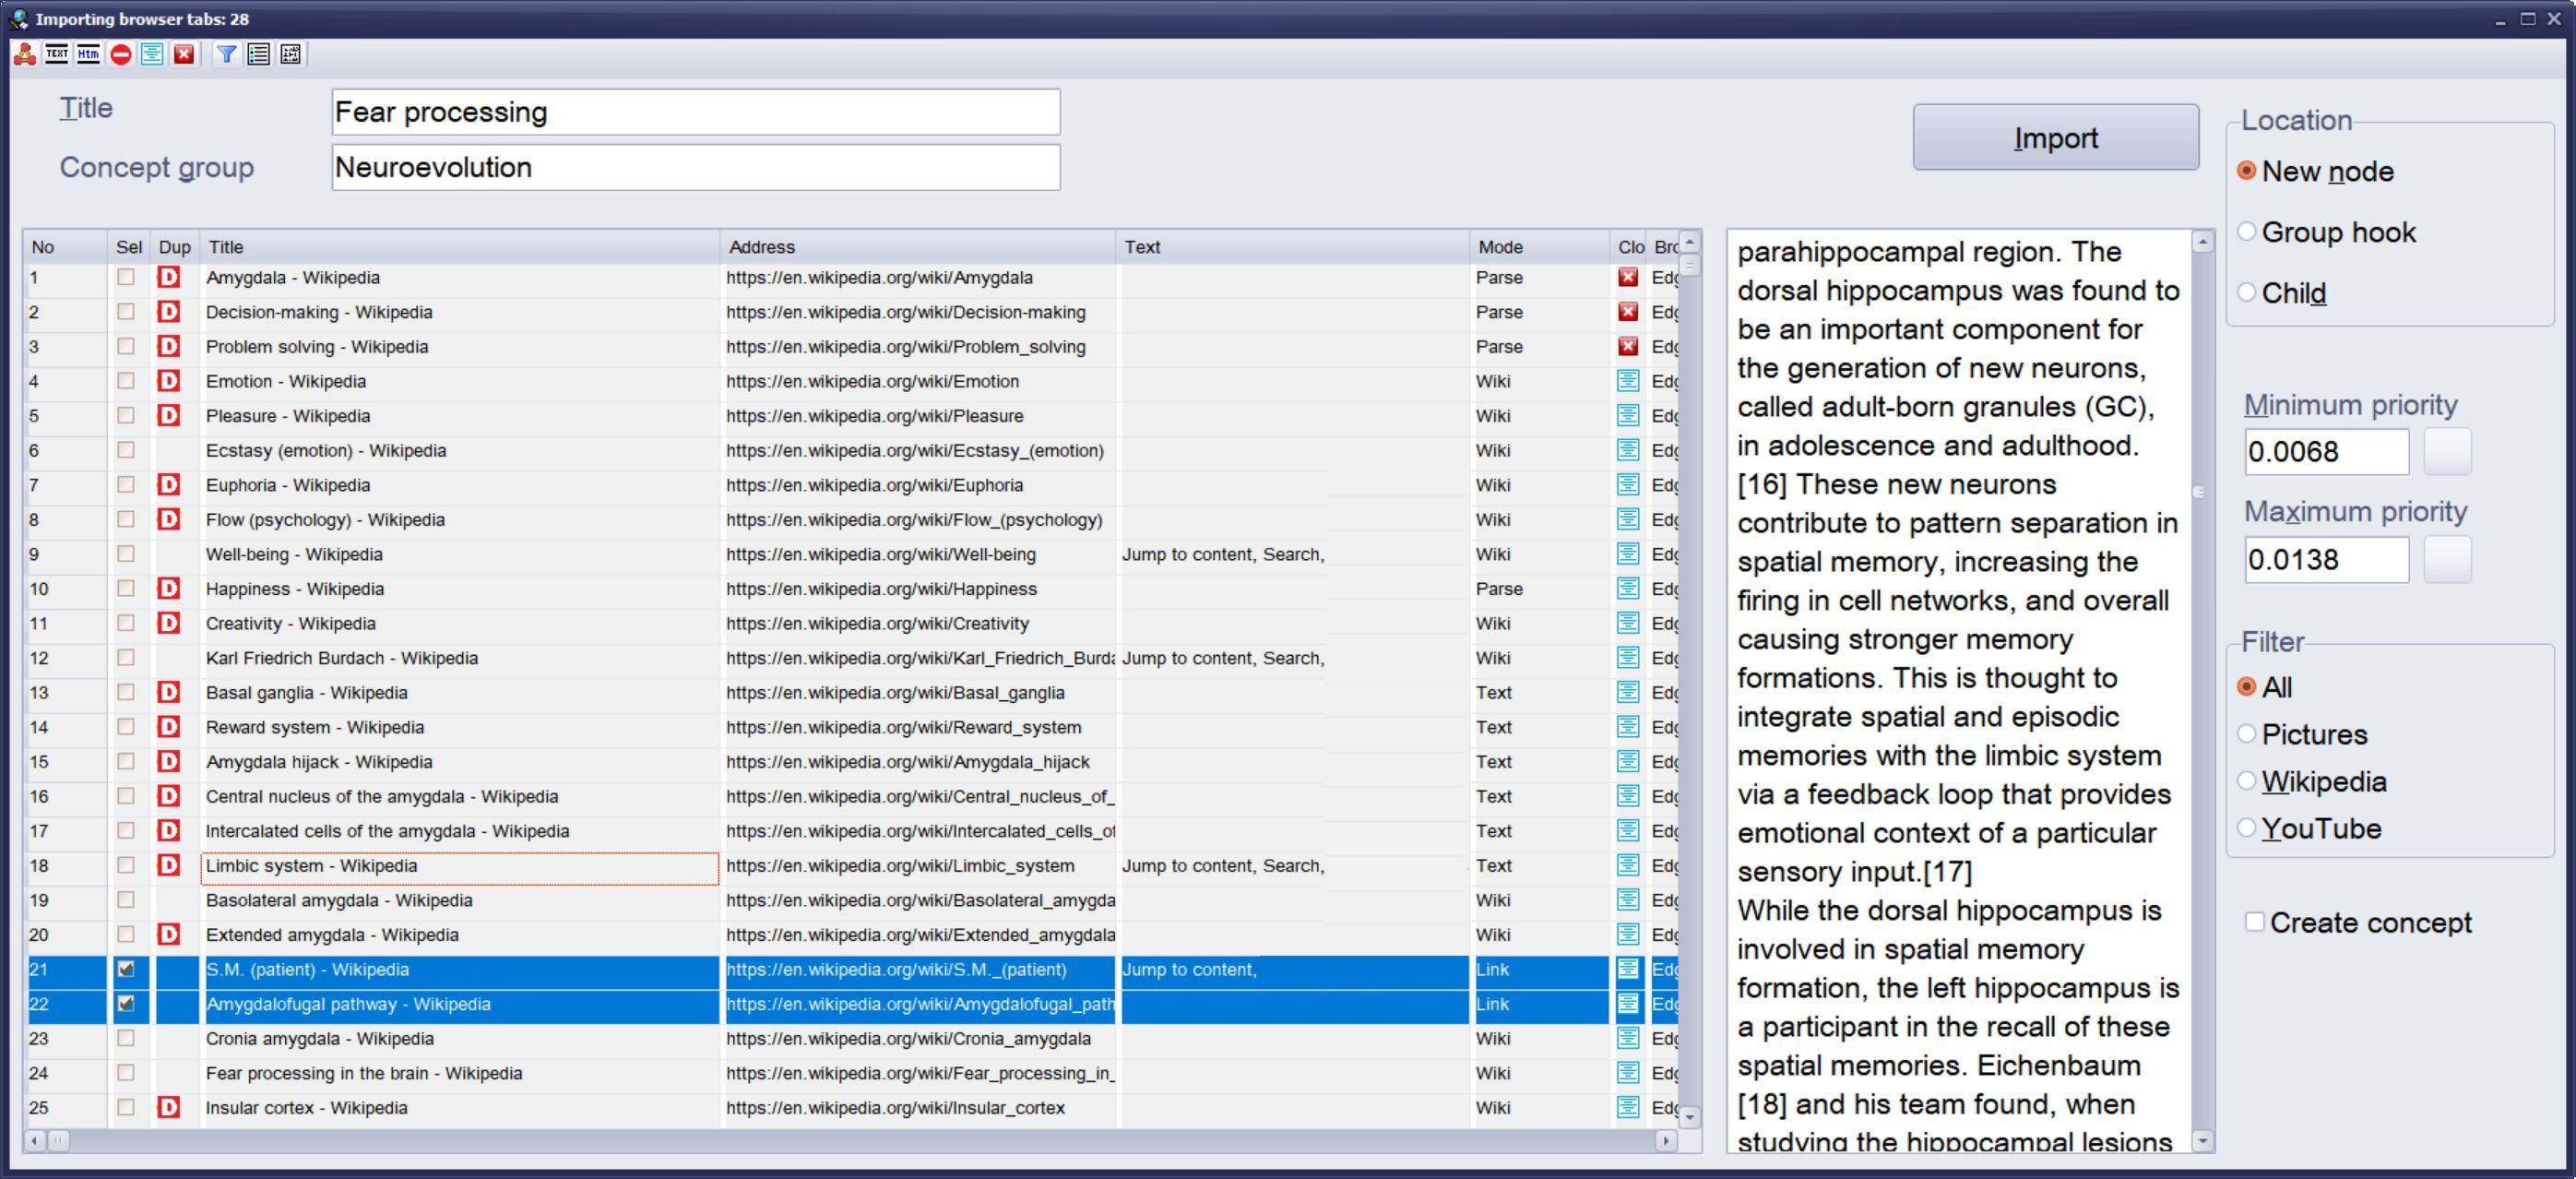 Importing browser tabs: 28
TEXT Htm
Title Fear processing
Concept group Neuroevolution
Import
No Sel Dup Title Address Text Mode Clo Brc
1 D Amygdala - Wikipedia https://en.wikipedia.org/wiki/Amygdala Parse Edg
2 D Decision-making - Wikipedia https://en.wikipedia.org/wiki/Decision-making Parse Edg
3 D Problem solving - Wikipedia https://en.wikipedia.org/wiki/Problem_solving Parse Edg
4 D Emotion - Wikipedia https://en.wikipedia.org/wiki/Emotion Wiki Edg
5 D Pleasure - Wikipedia https://en.wikipedia.org/wiki/Pleasure Wiki Edg
6 Ecstasy (emotion) - Wikipedia https://en.wikipedia.org/wiki/Ecstasy_(emotion) Wiki Edg
7 D Euphoria - Wikipedia https://en.wikipedia.org/wiki/Euphoria Wiki Edg
8 D Flow (psychology) - Wikipedia https://en.wikipedia.org/wiki/Flow_(psychology) Wiki Edg
9 Well-being - Wikipedia https://en.wikipedia.org/wiki/Well-being Jump to content, Search, Wiki Edg
10 D Happiness - Wikipedia https://en.wikipedia.org/wiki/Happiness Parse Edg
11 D Creativity - Wikipedia https://en.wikipedia.org/wiki/Creativity Wiki Edg
12 Karl Friedrich Burdach - Wikipedia https://en.wikipedia.org/wiki/Karl_Friedrich_Burda Jump to content, Search, Wiki Edg
13 D Basal ganglia - Wikipedia https://en.wikipedia.org/wiki/Basal_ganglia Text Edg
14 D Reward system - Wikipedia https://en.wikipedia.org/wiki/Reward_system Text Edg
15 D Amygdala hijack - Wikipedia https://en.wikipedia.org/wiki/Amygdala_hijack Text Edg
16 D Central nucleus of the amygdala - Wikipedia https://en.wikipedia.org/wiki/Central_nucleus_of_ Text Edg
17 D Intercalated cells of the amygdala - Wikipedia https://en.wikipedia.org/wiki/Intercalated_cells_of Text Edg
18 D Limbic system - Wikipedia https://en.wikipedia.org/wiki/Limbic_system Jump to content, Search, Text Edg
19 Basolateral amygdala - Wikipedia https://en.wikipedia.org/wiki/Basolateral_amygda Wiki Edg
20 D Extended amygdala - Wikipedia https://en.wikipedia.org/wiki/Extended_amygdala Wiki Edg
21 S.M. (patient) - Wikipedia https://en.wikipedia.org/wiki/S.M._(patient) Jump to content, Link Edg
22 Amygdalofugal pathway - Wikipedia https://en.wikipedia.org/wiki/Amygdalofugal_path Link Edg
23 Cronia amygdala - Wikipedia https://en.wikipedia.org/wiki/Cronia_amygdala Wiki Edg
24 Fear processing in the brain - Wikipedia https://en.wikipedia.org/wiki/Fear_processing_in_ Wiki Edg
25 D Insular cortex - Wikipedia https://en.wikipedia.org/wiki/Insular_cortex Wiki Edg
parahippocampal region. The
dorsal hippocampus was found to
be an important component for
the generation of new neurons,
called adult-born granules (GC),
in adolescence and adulthood.
[16] These new neurons
contribute to pattern separation in
spatial memory, increasing the
firing in cell networks, and overall
causing stronger memory
formations. This is thought to
integrate spatial and episodic
memories with the limbic system
via a feedback loop that provides
emotional context of a particular
sensory input.[17]
While the dorsal hippocampus is
involved in spatial memory
formation, the left hippocampus is
a participant in the recall of these
spatial memories. Eichenbaum
[18] and his team found, when
studying the hippocampal lesions
Location
New node
Group hook
Child
Minimum priority
0.0068
Maximum priority
0.0138
Filter
All
Pictures
Wikipedia
YouTube
Create concept